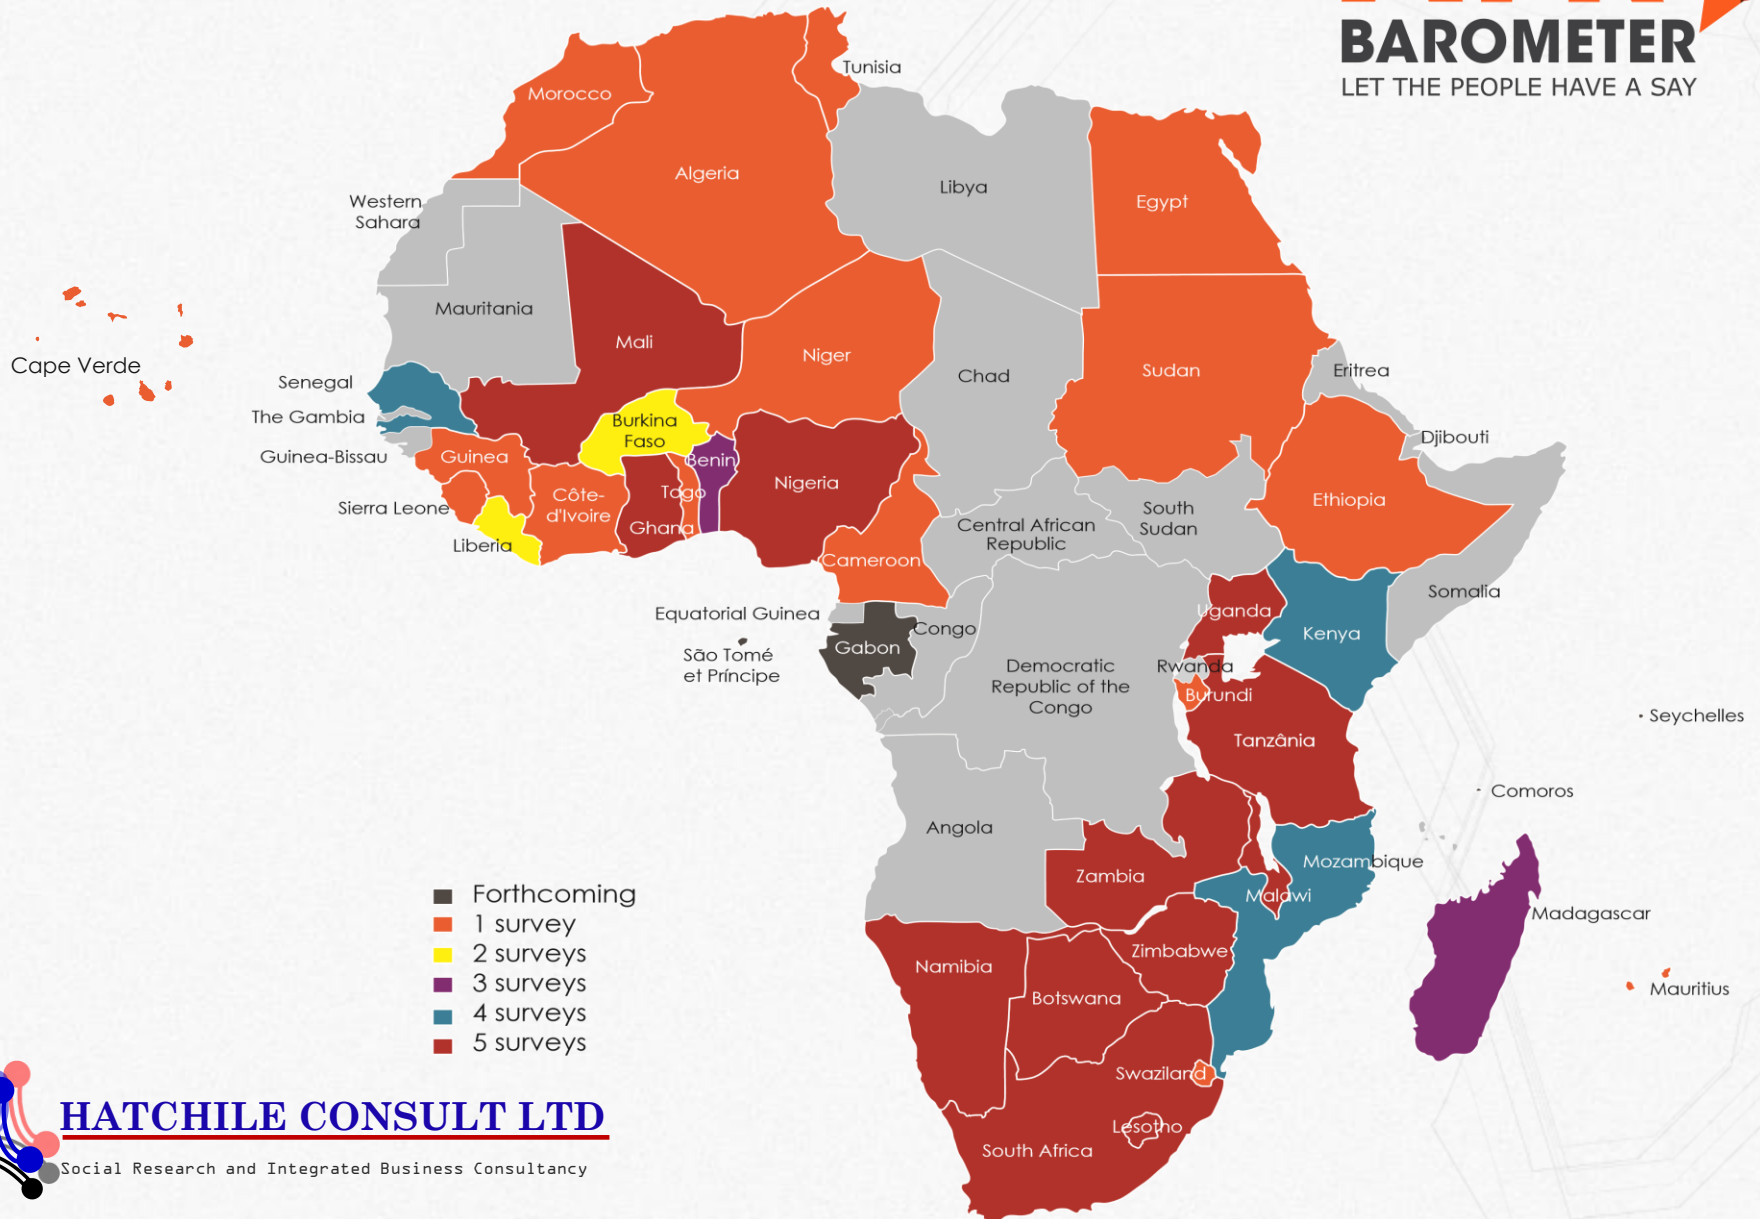 BAROMETER
LET THE PEOPLE HAVE A SAY
Tunisia
Morocco
Algeria
Libya
Egypt
Western
Sahara
Mauritania
Mali
Niger
Chad
Sudan
Eritrea
Cape Verde
Senegal
The Gambia
Guinea-Bissau
Guinea
Sierra Leone
Liberia
Côte-
d'Ivoire
Burkina
Faso
Ghana
Togo
Benin
Nigeria
Cameroon
Central African
Republic
South
Sudan
Ethiopia
Djibouti
Somalia
Equatorial Guinea
São Tomé
et Príncipe
Gabon
Congo
Democratic
Republic of the
Congo
Uganda
Kenya
Rwanda
Burundi
Tanzânia
Seychelles
Comoros
Angola
Zambia
Malawi
Mozambique
Madagascar
Mauritius
Namibia
Botswana
Zimbabwe
Swaziland
Lesotho
South Africa
Forthcoming
1 survey
2 surveys
3 surveys
4 surveys
5 surveys
HATCHILE CONSULT LTD
Social Research and Integrated Business Consultancy